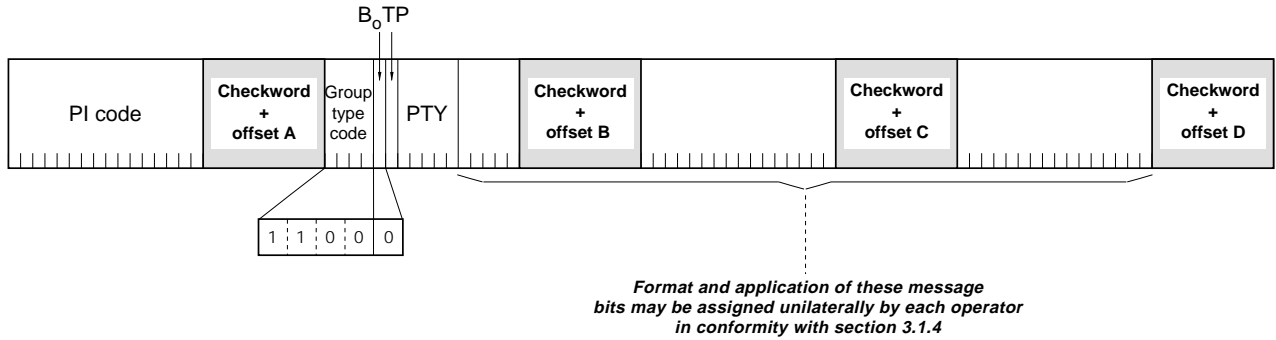 BoTP
PI code
Checkword
+
offset A
Group
type
code
PTY
Checkword
+
offset B
Checkword
+
offset C
Checkword
+
offset D
1 1 0 0 0
Format and application of these message
bits may be assigned unilaterally by each operator
in conformity with section 3.1.4